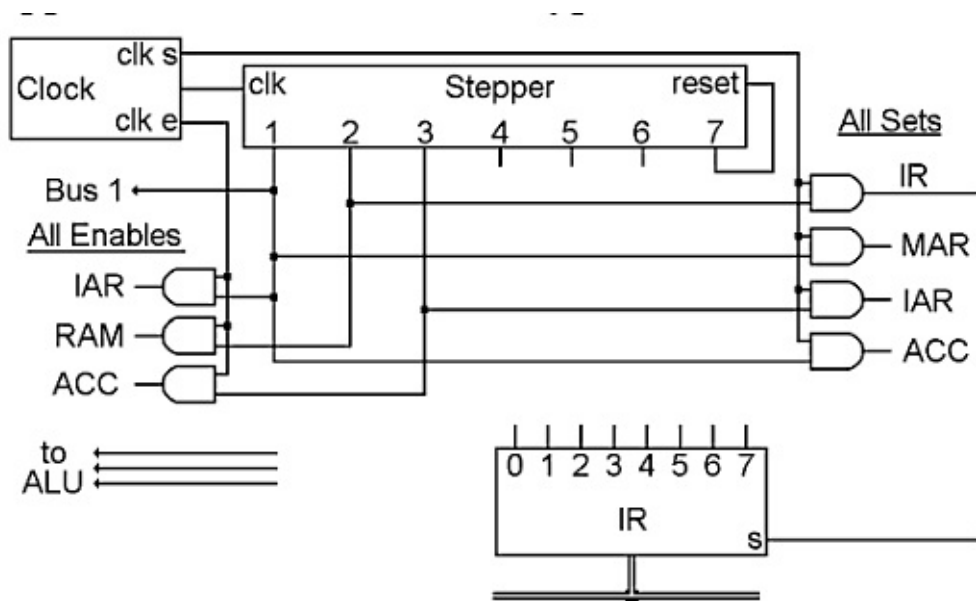 clk s
Clock
clk e
clk Stepper reset
1 2 3 4 5 6 7
Bus 1
All Enables
IAR
RAM
ACC
to
ALU
All Sets
IR
MAR
IAR
ACC
0 1 2 3 4 5 6 7
IR
s